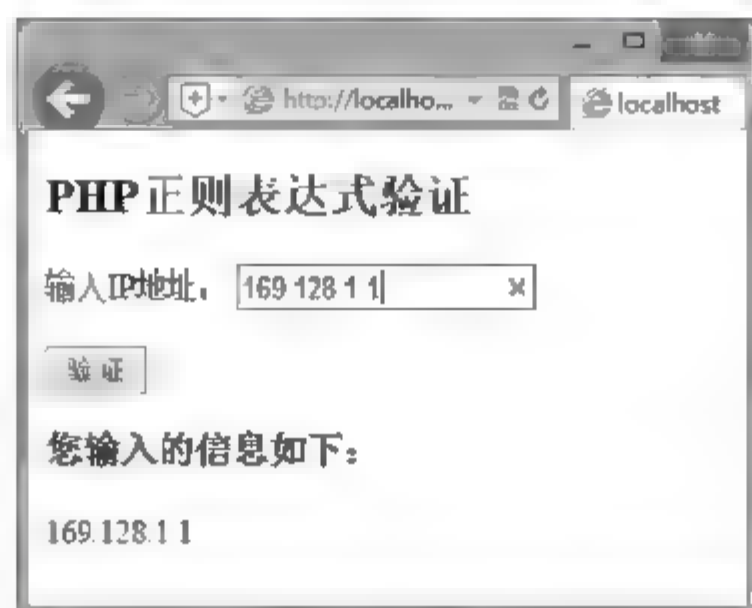 http://localho... localhost
PHP正则表达式验证
输入IP地址： 169 128 1 1
验证
您输入的信息如下：
169.128.1 1